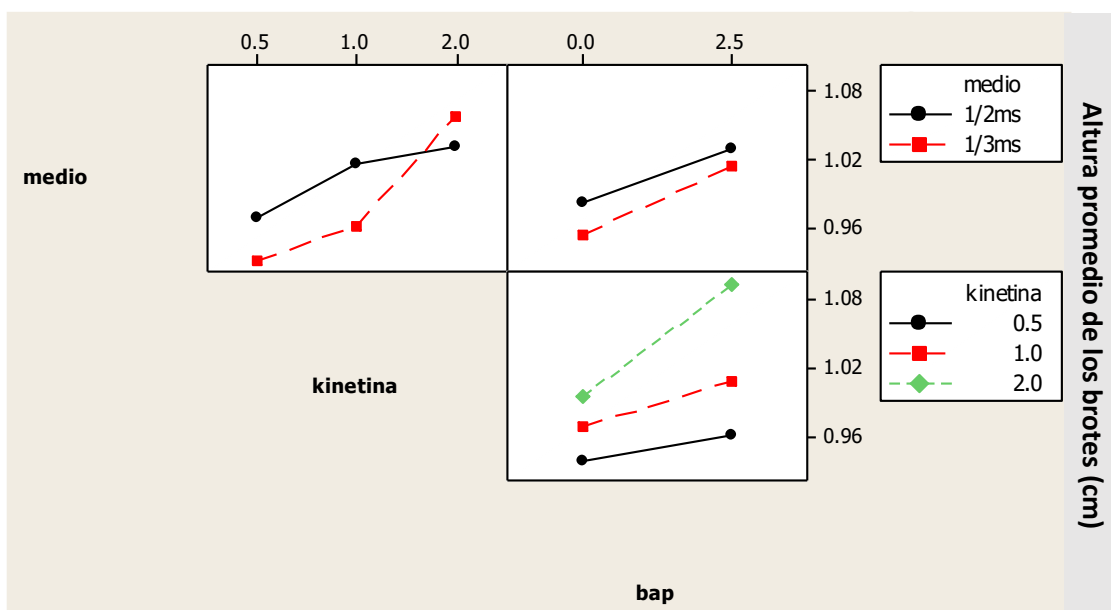 0.5 1.0 2.0 0.0 2.5
medio
1.08
1.02
0.96
medio
1/2ms
1/3ms
kinetina
1.08
1.02
0.96
kinetina
0.5
1.0
2.0
bap
Altura promedio de los brotes (cm)